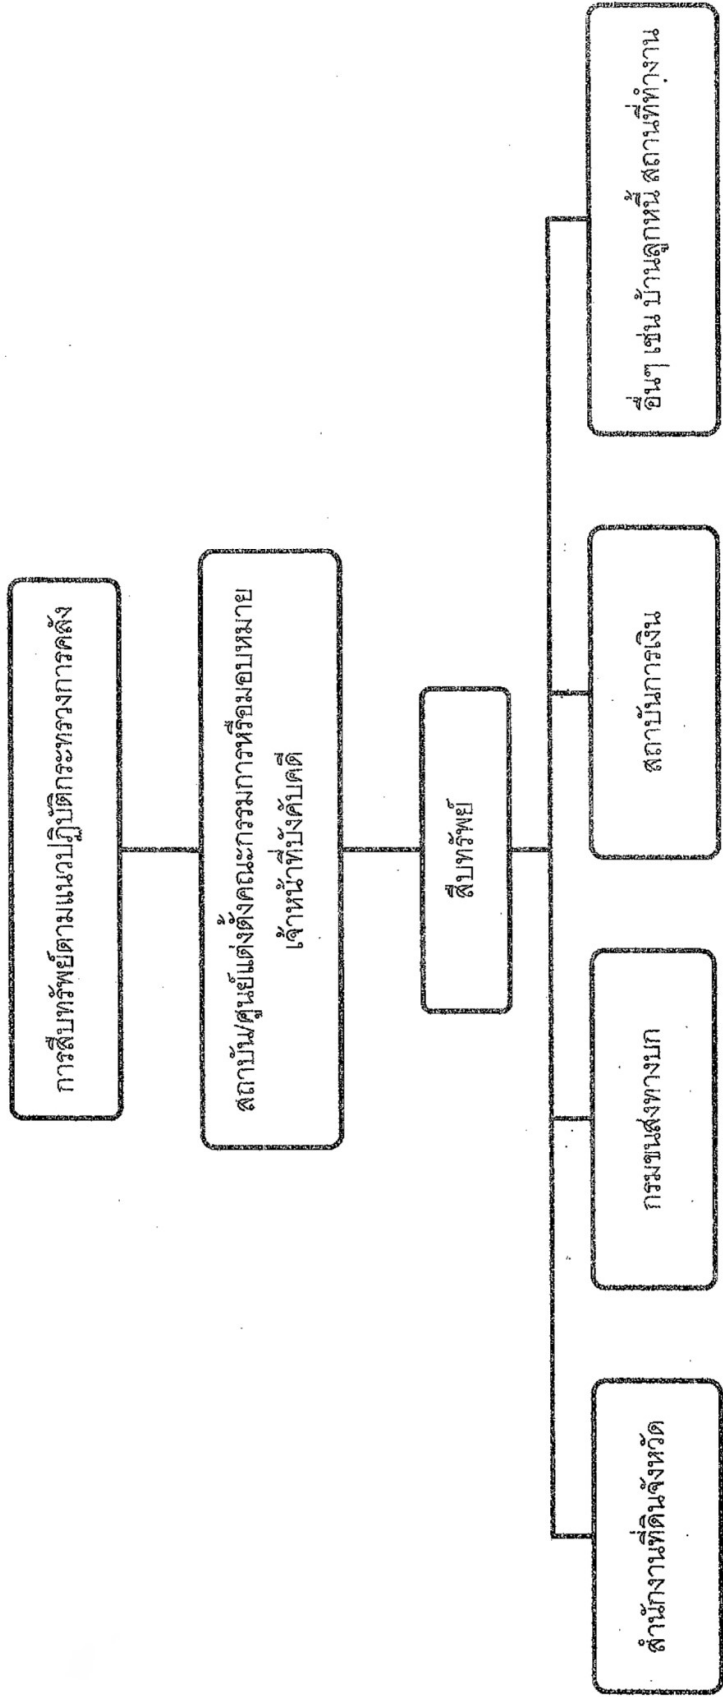 การสืบทรัพย์ตามแนวปฏิบัติกระทรวงการคลัง
สถาบัน/ศูนย์แต่งตั้งคณะกรรมการหรือมอบหมาย
เจ้าหน้าที่บังคับคดี
สืบทรัพย์
สำนักงานที่ดินจังหวัด
กรมขนส่งทางบก
สถาบันการเงิน
อื่นๆ เช่น บ้านลูกหนี้ สถานที่ทำงาน